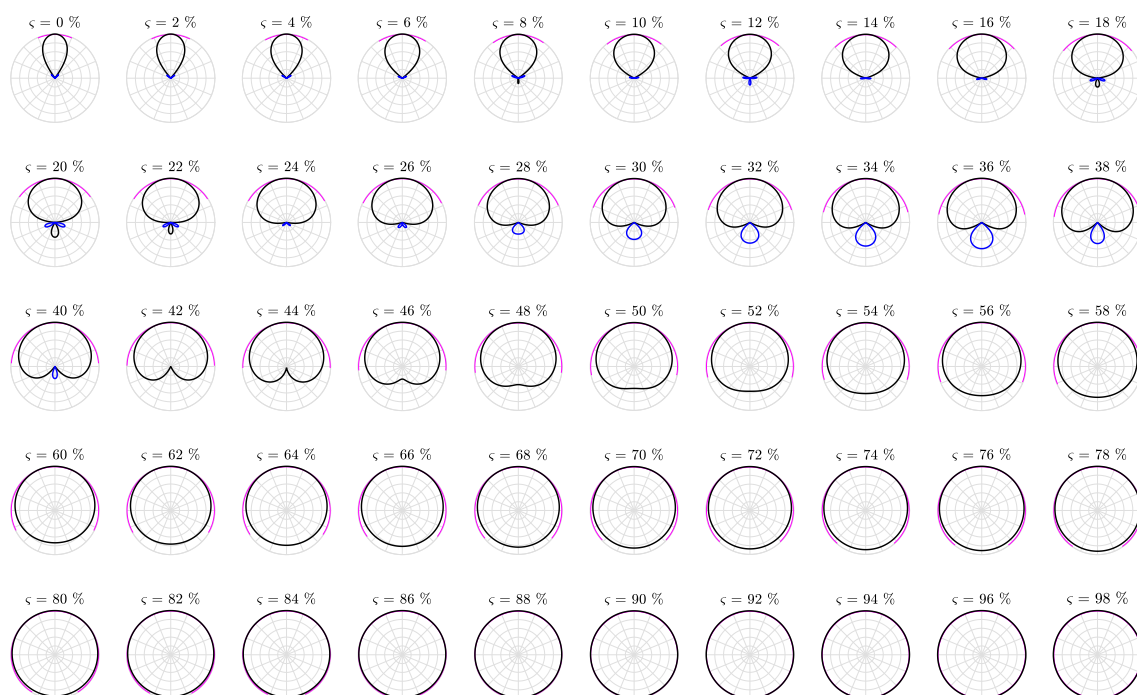 ς = 0 % ς = 2 % ς = 4 % ς = 6 % ς = 8 % ς = 10 % ς = 12 % ς = 14 % ς = 16 % ς = 18 %
ς = 20 % ς = 22 % ς = 24 % ς = 26 % ς = 28 % ς = 30 % ς = 32 % ς = 34 % ς = 36 % ς = 38 %
ς = 40 % ς = 42 % ς = 44 % ς = 46 % ς = 48 % ς = 50 % ς = 52 % ς = 54 % ς = 56 % ς = 58 %
ς = 60 % ς = 62 % ς = 64 % ς = 66 % ς = 68 % ς = 70 % ς = 72 % ς = 74 % ς = 76 % ς = 78 %
ς = 80 % ς = 82 % ς = 84 % ς = 86 % ς = 88 % ς = 90 % ς = 92 % ς = 94 % ς = 96 % ς = 98 %